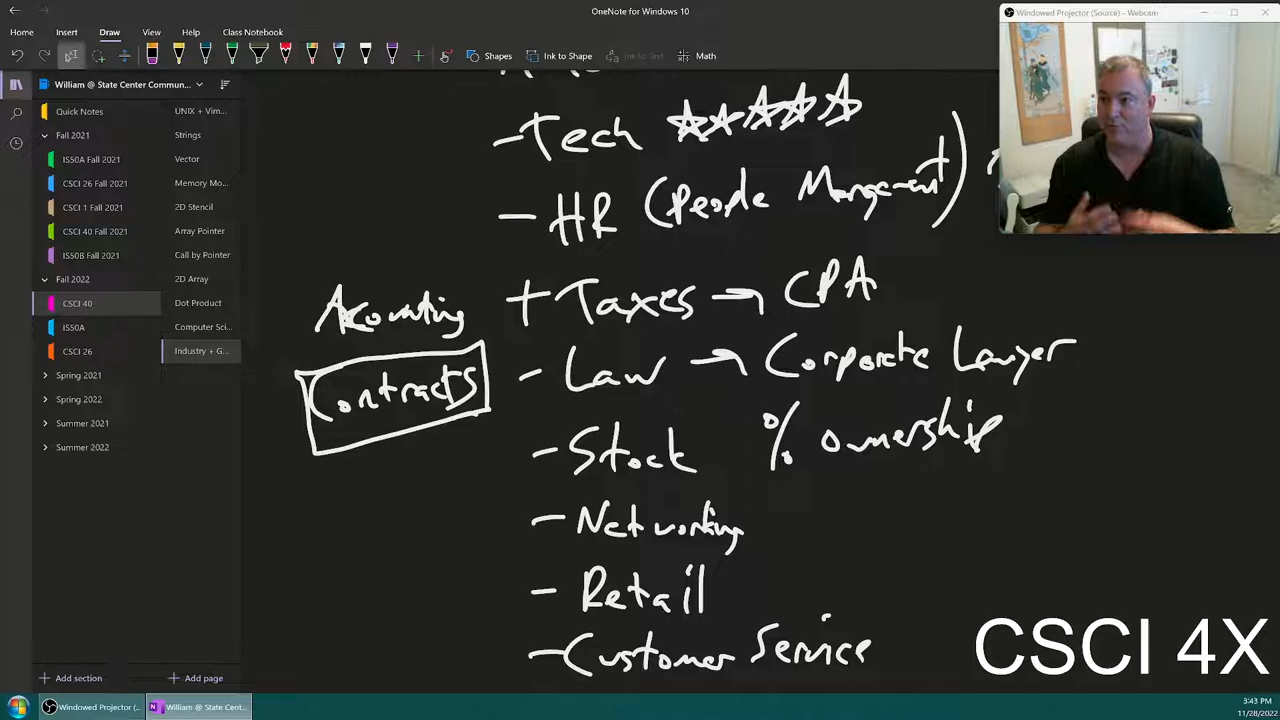 OneNote for Windows 10
Windowed Projector (Source) - Webcam
Home Insert Draw View Help Class Notebook
Shapes Ink to Shape Ink to Text Math
William @ State Center Commun...
Quick Notes
Fall 2021
IS50A Fall 2021
CSCI 26 Fall 2021
CSCI 1 Fall 2021
CSCI 40 Fall 2021
IS50B Fall 2021
Fall 2022
CSCI 40
IS50A
CSCI 26
Spring 2021
Spring 2022
Summer 2021
Summer 2022
Add section
UNIX + Vim...
Strings
Vector
Memory Mo...
2D Stencil
Array Pointer
Call by Pointer
2D Array
Dot Product
Computer Sci...
Industry + G...
Add page
- Tech
- HR (People Mangement)
Accounting + Taxes → CPA
Contracts - Law → Corporate Lawyer
- Stock % ownership
- Networking
- Retail
- Customer Service
CSCI 4X
Windowed Projector (...
William @ State Cent...
3:43 PM
11/28/2022